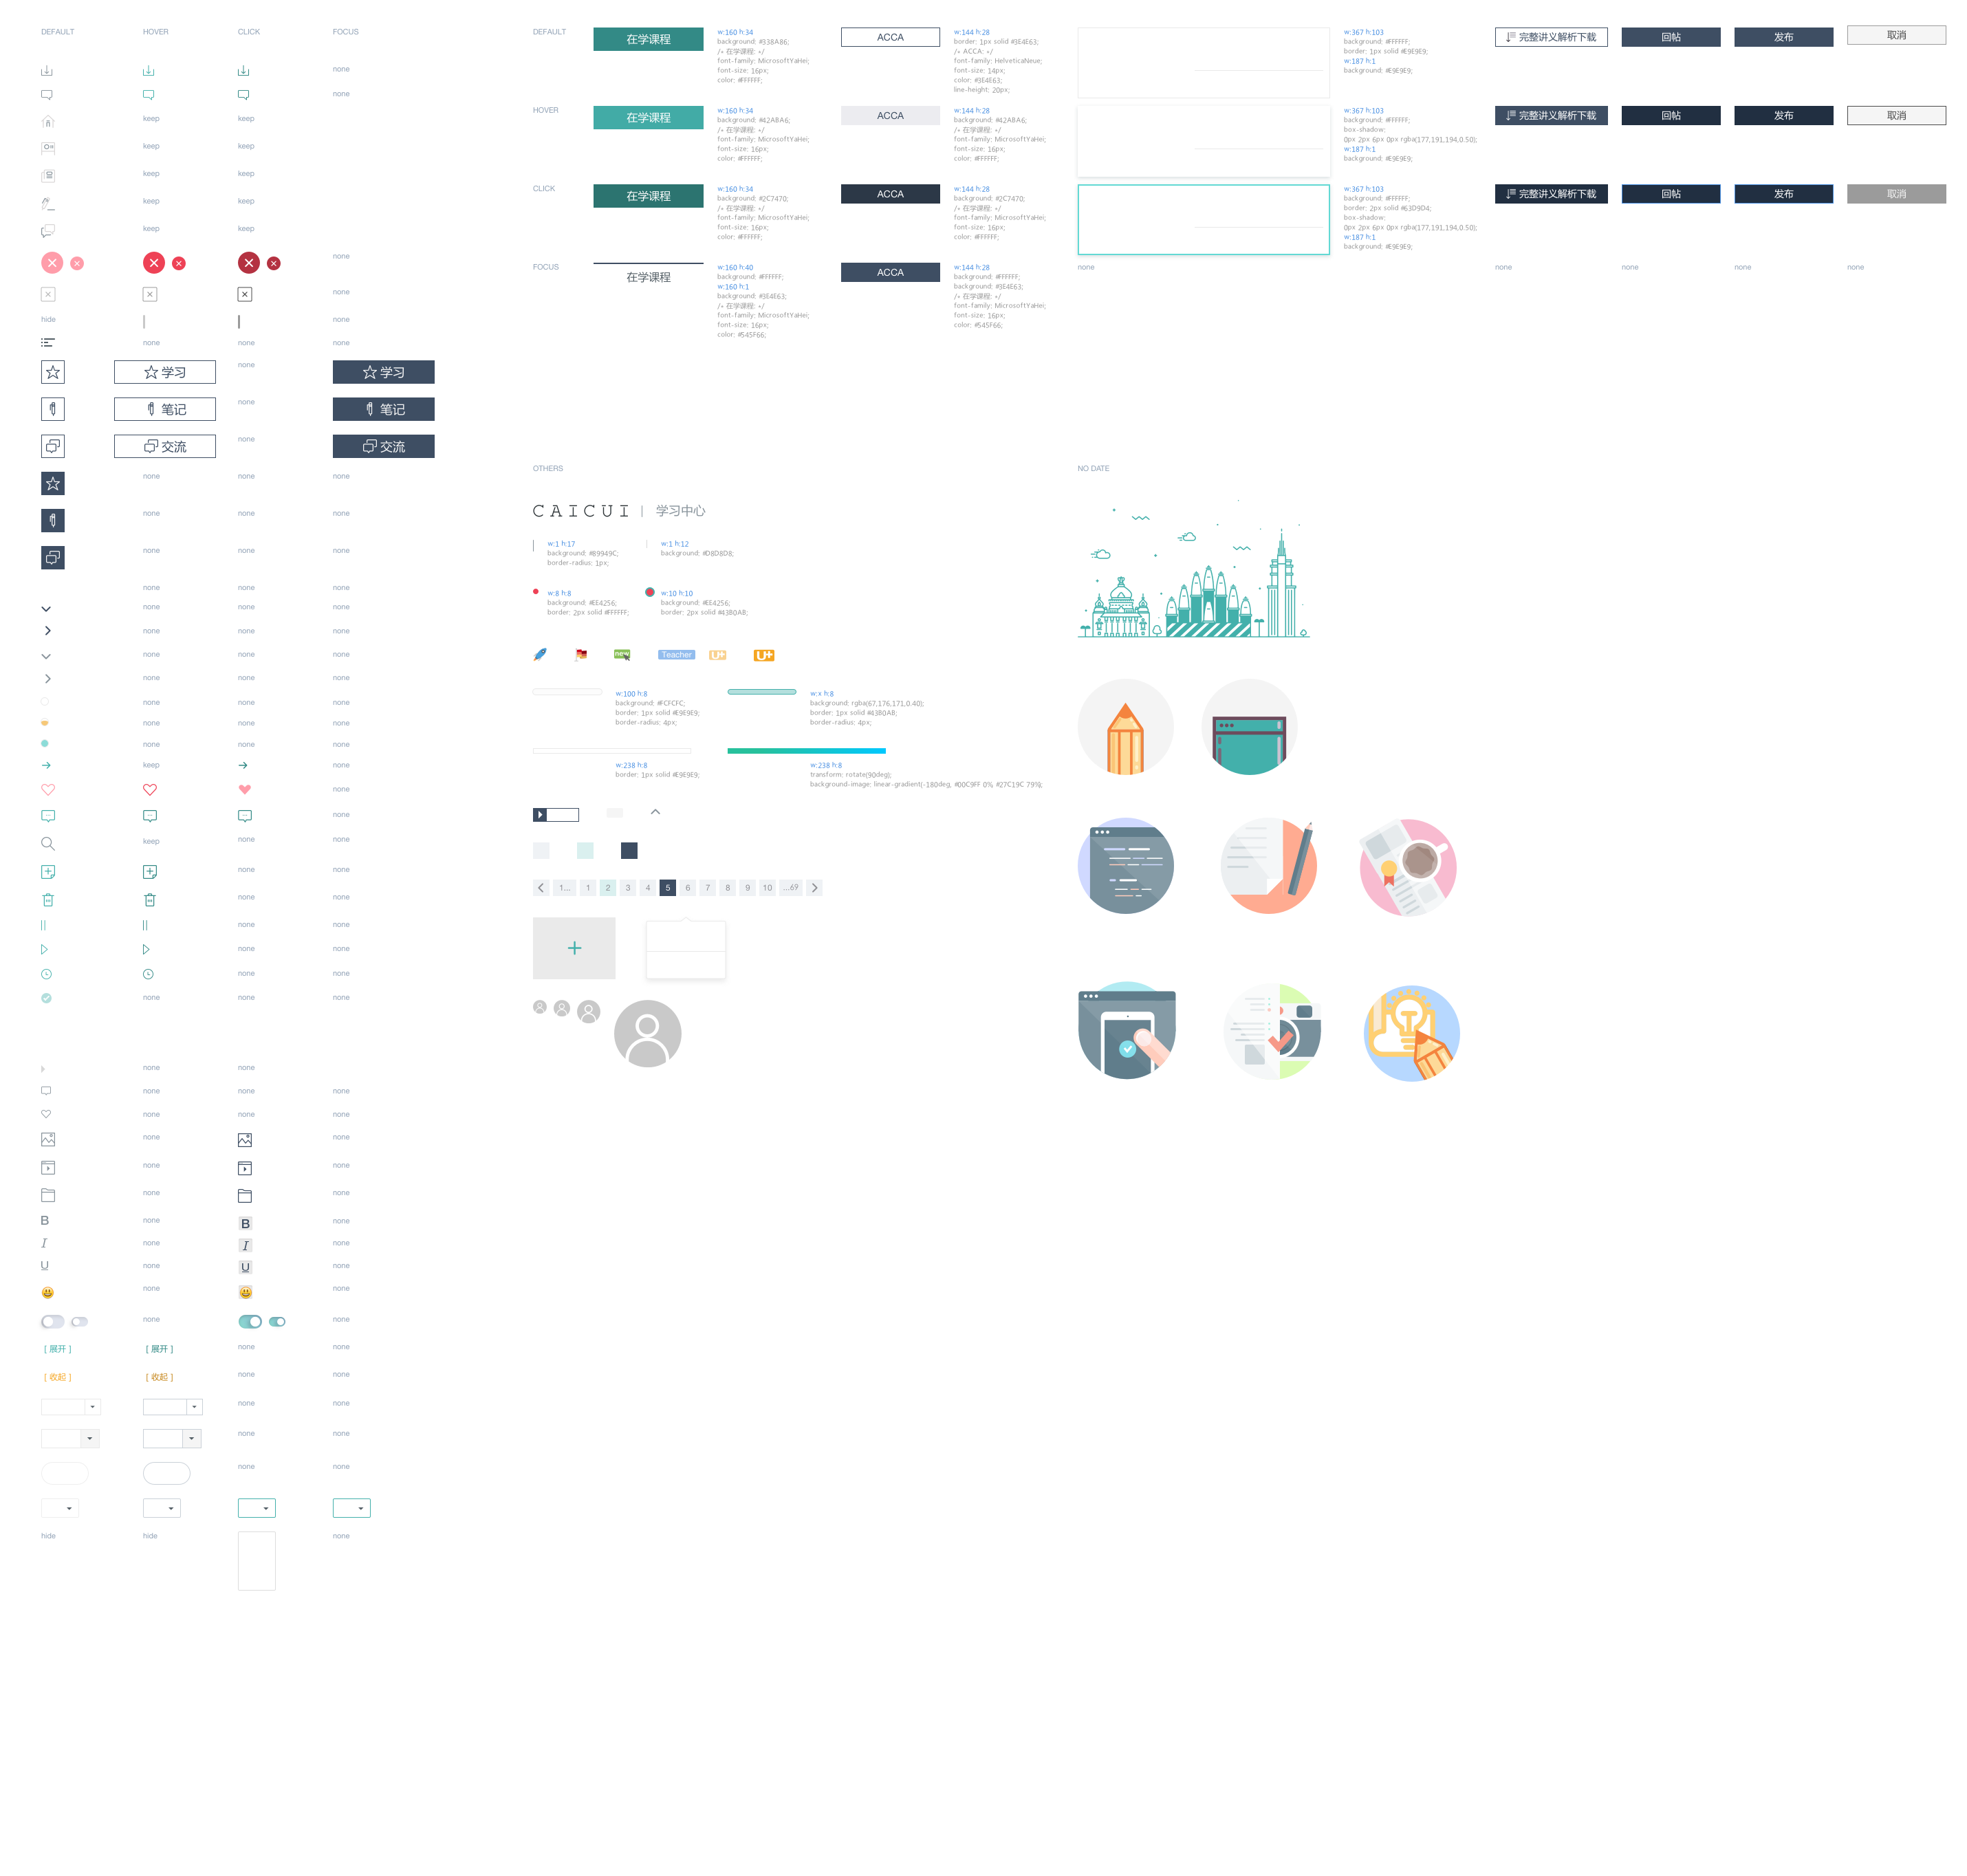 DEFAULT HOVER CLICK FOCUS
none
none
keep keep
keep keep
keep keep
keep keep
keep keep
none
none
hide none
none none none
学习 none 学习
笔记 none 笔记
交流 none 交流
none none none
none none none
none none none
none none none
none none none
none none none
none none none
none none none
none none none
none none none
none none none
keep none
none
none
keep none none
none none
none none
none none
none none
none none
none none none
none none
none none none
none none none
none none
none none
none none
none none
none none
none none
none none
none none
[ 展开 ] [ 展开 ] none none
[ 收起 ] [ 收起 ] none none
none none
none none
none none
hide hide none
DEFAULT
在学课程
w:160 h:34
background: #338A86;
/* 在学课程: */
font-family: MicrosoftYaHei;
font-size: 16px;
color: #FFFFFF;
ACCA
w:144 h:28
border: 1px solid #3E4E63;
/* ACCA: */
font-family: HelveticaNeue;
font-size: 14px;
color: #3E4E63;
line-height: 20px;
w:367 h:103
background: #FFFFFF;
border: 1px solid #E9E9E9;
w:187 h:1
background: #E9E9E9;
完整讲义解析下载 回帖 发布 取消
HOVER
在学课程
w:160 h:34
background: #42ABA6;
/* 在学课程: */
font-family: MicrosoftYaHei;
font-size: 16px;
color: #FFFFFF;
ACCA
w:144 h:28
background: #42ABA6;
/* 在学课程: */
font-family: MicrosoftYaHei;
font-size: 16px;
color: #FFFFFF;
w:367 h:103
background: #FFFFFF;
box-shadow:
0px 2px 6px 0px rgba(177,191,194,0.50);
w:187 h:1
background: #E9E9E9;
完整讲义解析下载 回帖 发布 取消
CLICK
在学课程
w:160 h:34
background: #2C7470;
/* 在学课程: */
font-family: MicrosoftYaHei;
font-size: 16px;
color: #FFFFFF;
ACCA
w:144 h:28
background: #2C7470;
/* 在学课程: */
font-family: MicrosoftYaHei;
font-size: 16px;
color: #FFFFFF;
w:367 h:103
background: #FFFFFF;
border: 2px solid #63D9D4;
box-shadow:
0px 2px 6px 0px rgba(177,191,194,0.50);
w:187 h:1
background: #E9E9E9;
完整讲义解析下载 回帖 发布 取消
FOCUS
在学课程
w:160 h:40
background: #FFFFFF;
w:160 h:1
background: #3E4E63;
/* 在学课程: */
font-family: MicrosoftYaHei;
font-size: 16px;
color: #545F66;
ACCA
w:144 h:28
background: #FFFFFF;
background: #3E4E63;
/* 在学课程: */
font-family: MicrosoftYaHei;
font-size: 16px;
color: #545F66;
none none none none none
OTHERS
CAICUI | 学习中心
w:1 h:17
background: #89949C;
border-radius: 1px;
w:1 h:12
background: #D8D8D8;
w:8 h:8
background: #EE4256;
border: 2px solid #FFFFFF;
w:10 h:10
background: #EE4256;
border: 2px solid #43B0AB;
new Teacher U+ U+
w:100 h:8
background: #FCFCFC;
border: 1px solid #E9E9E9;
border-radius: 4px;
w:x h:8
background: rgba(67,176,171,0.40);
border: 1px solid #43B0AB;
border-radius: 4px;
w:238 h:8
border: 1px solid #E9E9E9;
w:238 h:8
transform: rotate(90deg);
background-image: linear-gradient(-180deg, #00C9FF 0%, #27C19C 79%);
1... 1 2 3 4 5 6 7 8 9 10 ...69
NO DATE